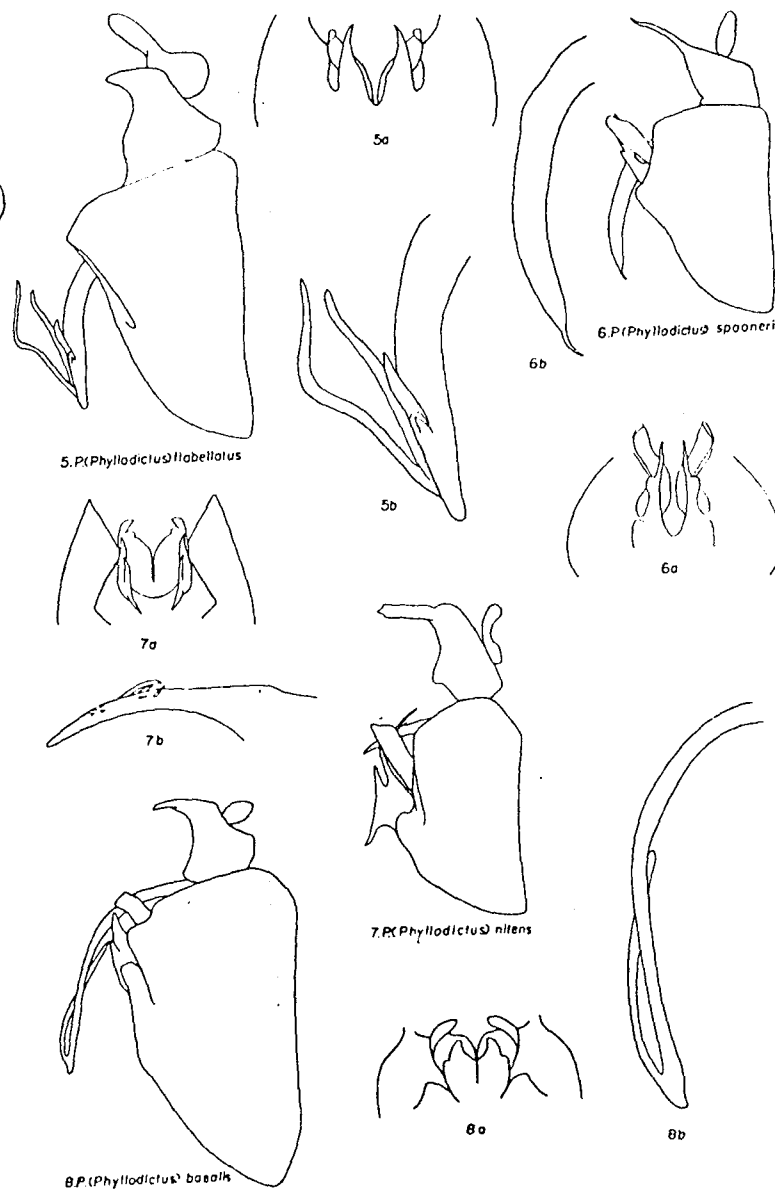 5a
6.P.(Phyllodictus) spooneri
6b
5.P.(Phyllodictus) flabellatus
5b
6a
7a
7b
7.P.(Phyllodictus) nitens
8a
8b
8.P.(Phyllodictus) basalis